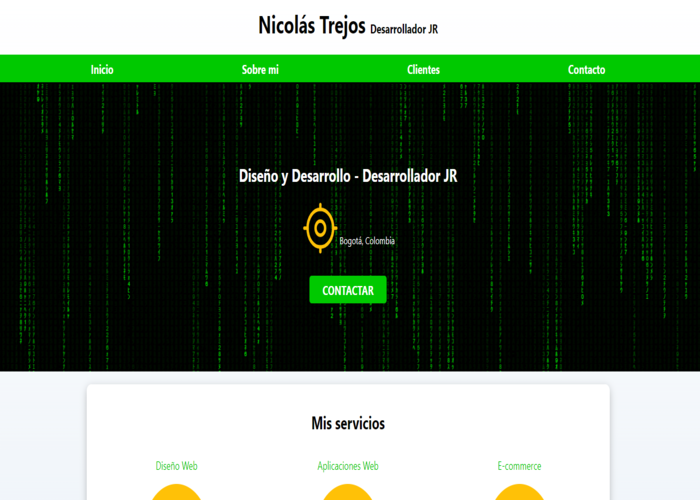 Nicolás Trejos Desarrollador JR
Inicio Sobre mi Clientes Contacto
Diseño y Desarrollo - Desarrollador JR
Bogotá, Colombia
CONTACTAR
Mis servicios
Diseño Web Aplicaciones Web E-commerce